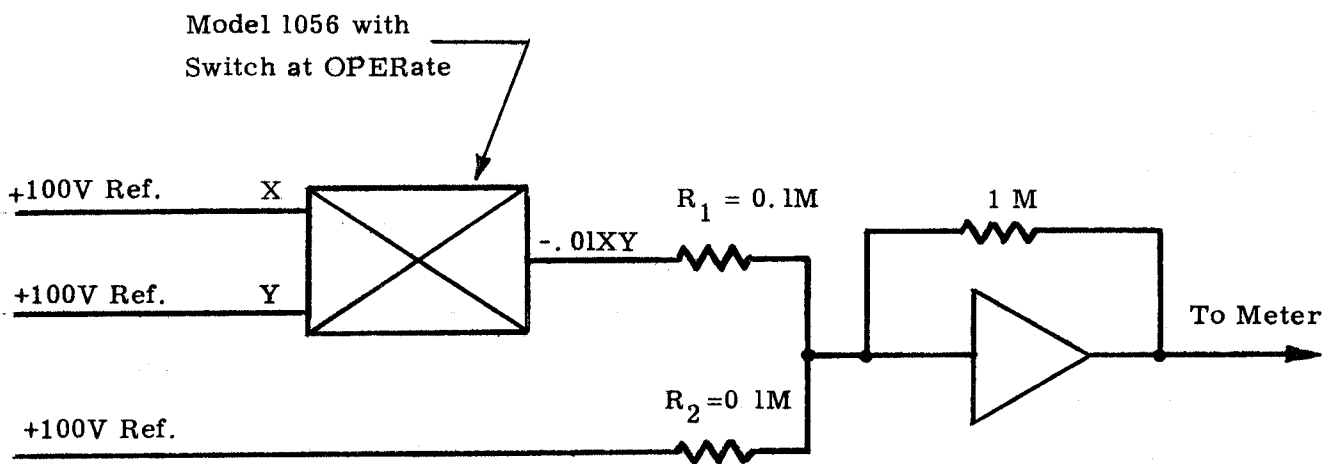 Model 1056 with
Switch at OPERate
+100V Ref.
X
-.01XY
R1 = 0.1M
1 M
+100V Ref.
Y
To Meter
R2=0 1M
+100V Ref.